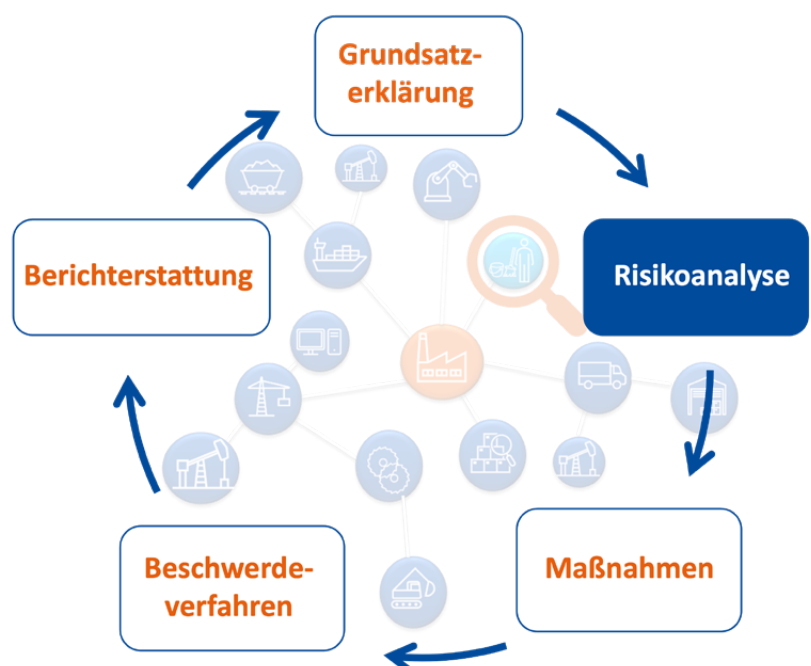 Grundsatz-
erklärung
Risikoanalyse
Maßnahmen
Beschwerde-
verfahren
Berichterstattung